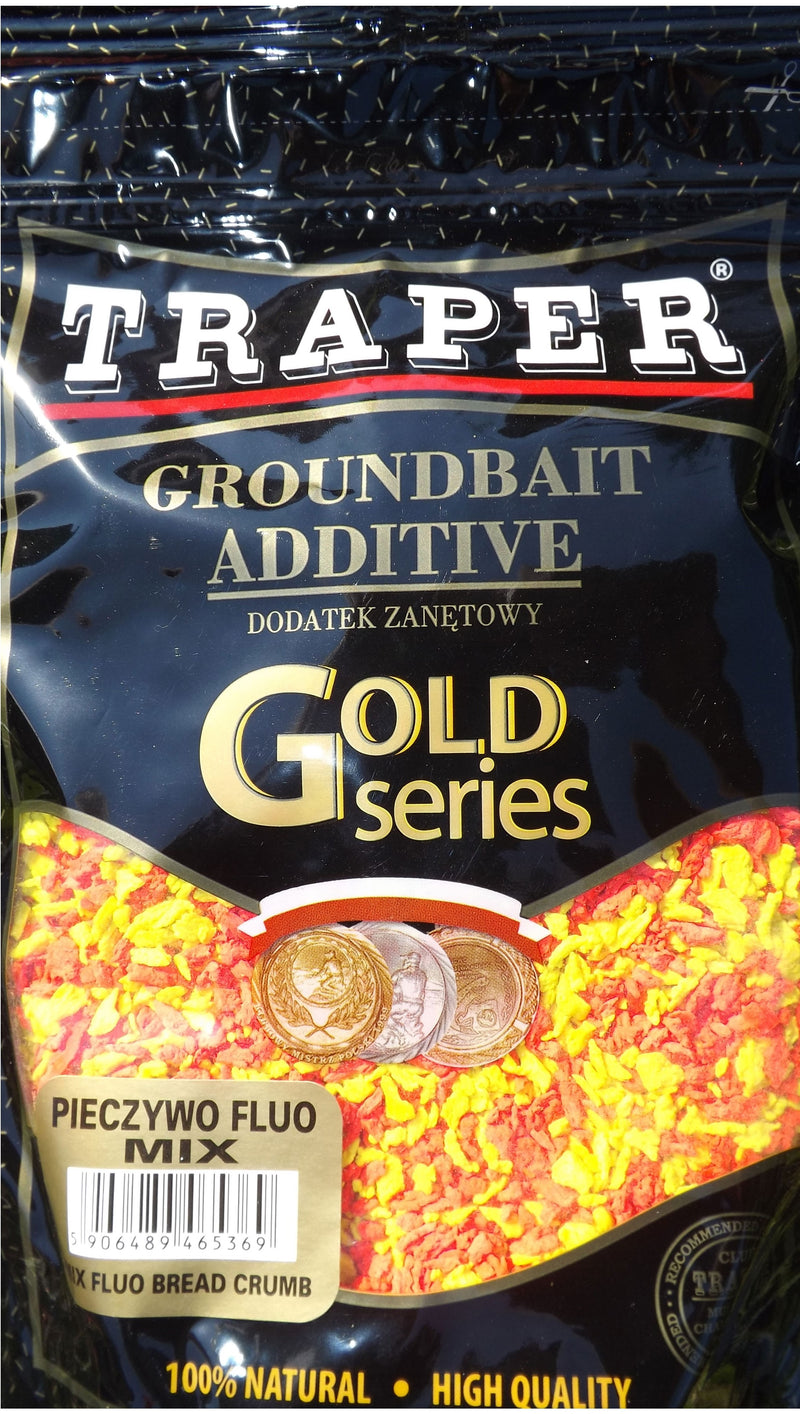 TRAPER®
GROUNDBAIT
ADDITIVE
DODATEK ZANĘTOWY
GOLD
series
PIECZYWO FLUO
MIX
5 906489 465369
FLUO BREAD CRUMB
RECOMMENDED
100% NATURAL • HIGH QUALITY